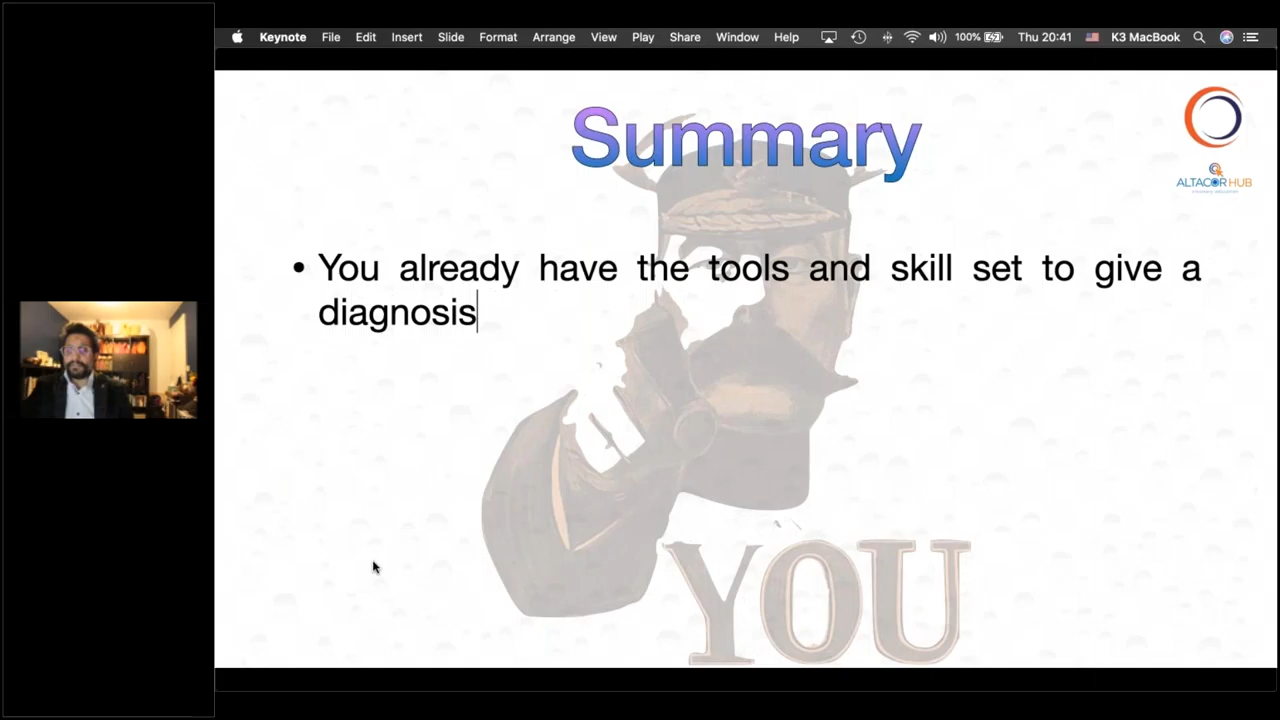 Keynote File Edit Insert Slide Format Arrange View Play Share Window Help 100% Thu 20:41 K3 MacBook
Summary
ALTACOR HUB
• You already have the tools and skill set to give a
diagnosis
YOU